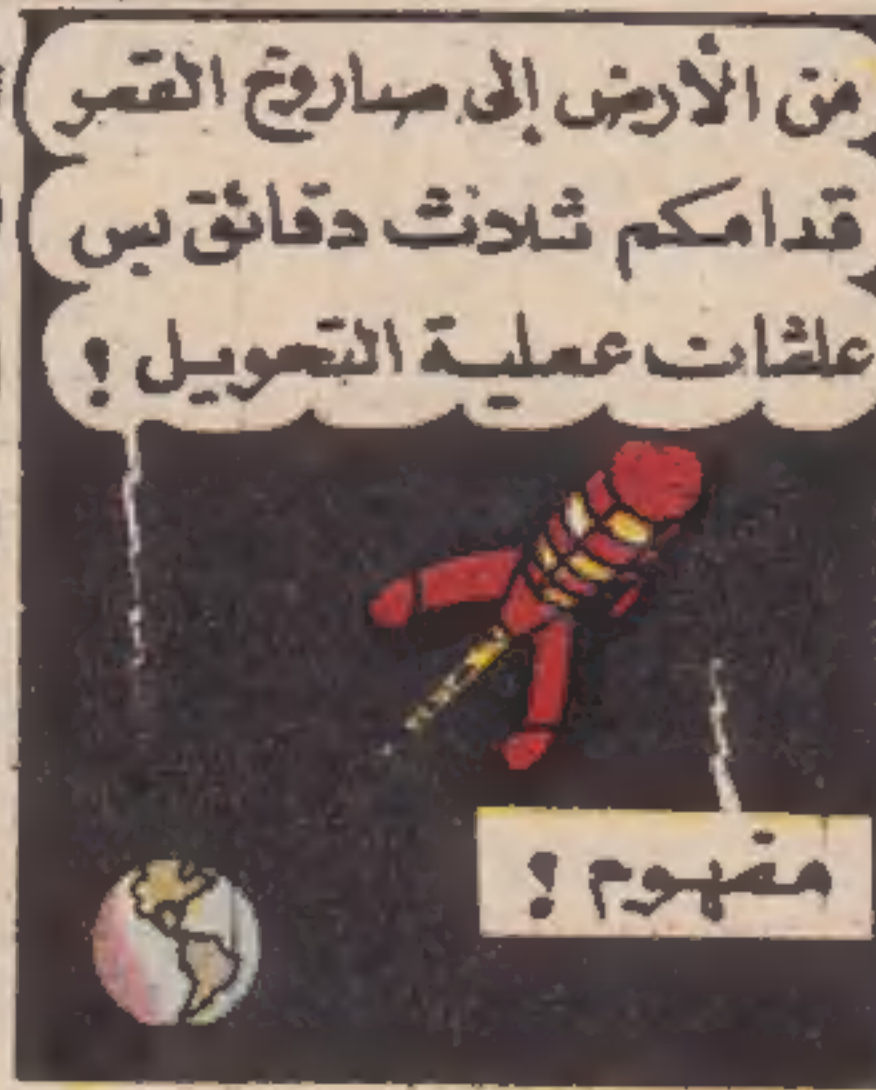 من الأرض إلى صاروخ القمر
قدامكم ثلاث دقائق بس
علشان عملية التحويل !
مفهوم !